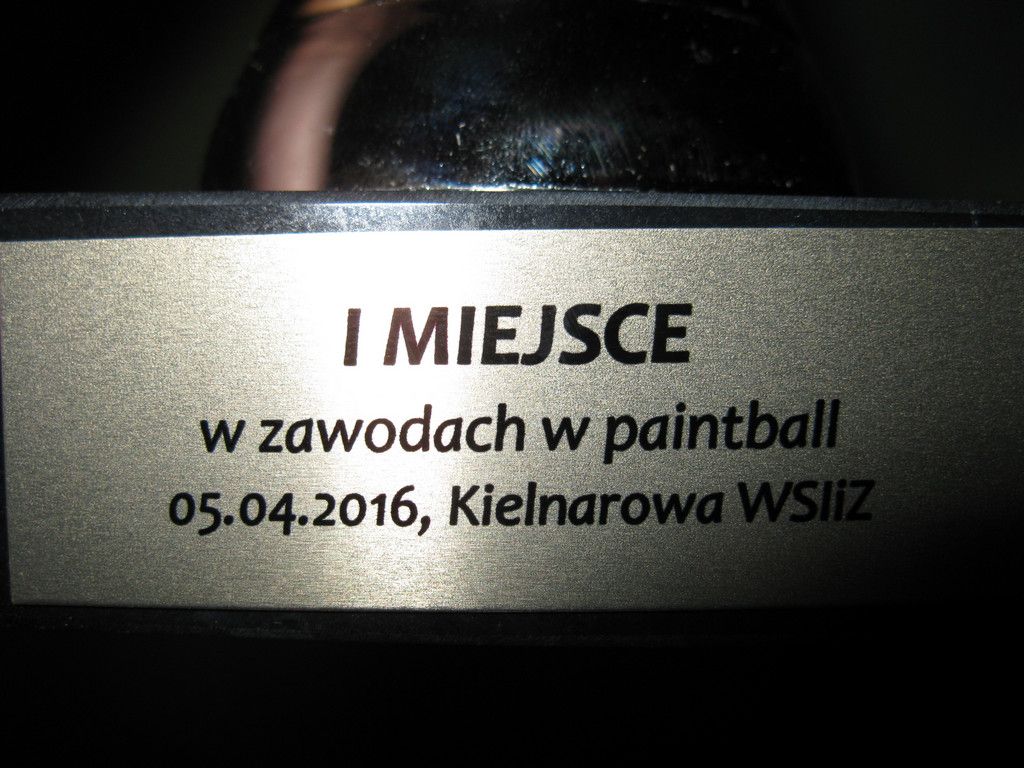 I MIEJSCE
w zawodach w paintball
05.04.2016, Kielnarowa WSIiZ